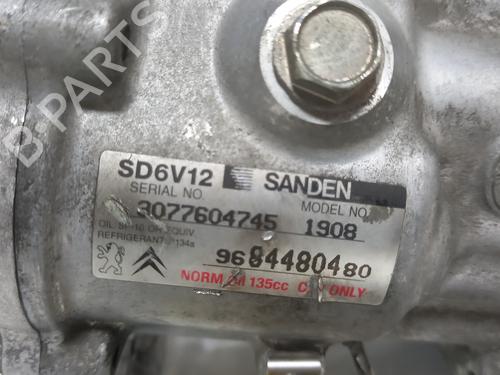 B-PARTS
SD6V12 SANDEN
SERIAL NO. MODEL NO.
3077604745 1908
OIL SP-10 OR EQUIV.
REFRIGERANT R134a
9684480480
NORM 135cc ONLY